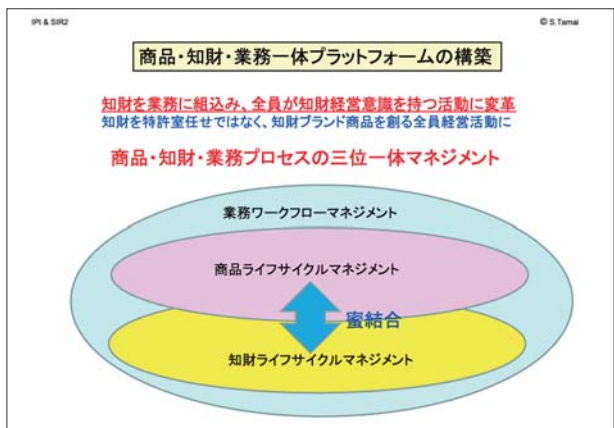 IPI & SIR2
© S.Tamai
商品・知財・業務一体プラットフォームの構築
知財を業務に組込み、全員が知財経営意識を持つ活動に変革
知財を特許室任せではなく、知財ブランド商品を創る全員経営活動に
商品・知財・業務プロセスの三位一体マネジメント
業務ワークフローマネジメント
商品ライフサイクルマネジメント
蜜結合
知財ライフサイクルマネジメント